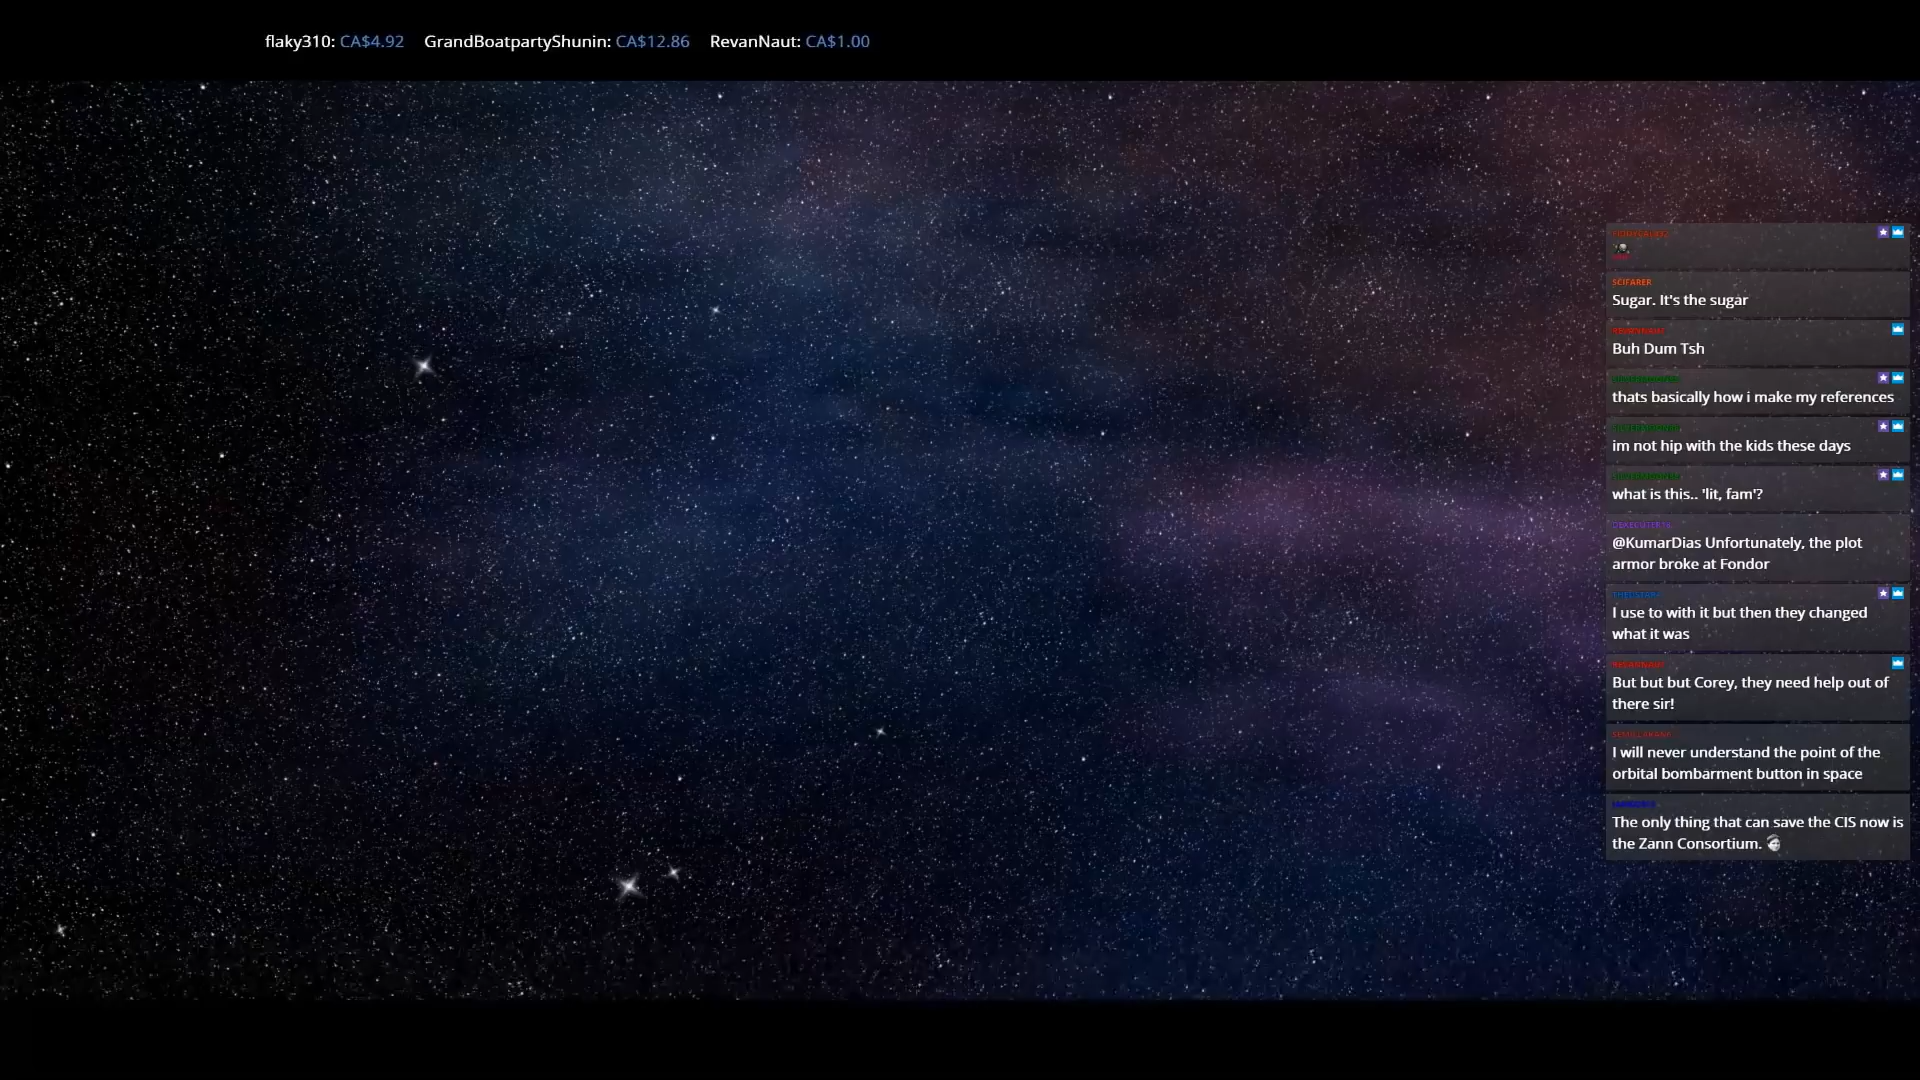 flaky310: CA$4.92 GrandBoatpartyShunin: CA$12.86 RevanNaut: CA$1.00
SCIFARER
Sugar. It's the sugar
REVANNAUT
Buh Dum Tsh
thats basically how i make my references
im not hip with the kids these days
what is this.. 'lit, fam'?
@KumarDias Unfortunately, the plot
armor broke at Fondor
I use to with it but then they changed
what it was
REVANNAUT
But but but Corey, they need help out of
there sir!
I will never understand the point of the
orbital bombarment button in space
The only thing that can save the CIS now is
the Zann Consortium.